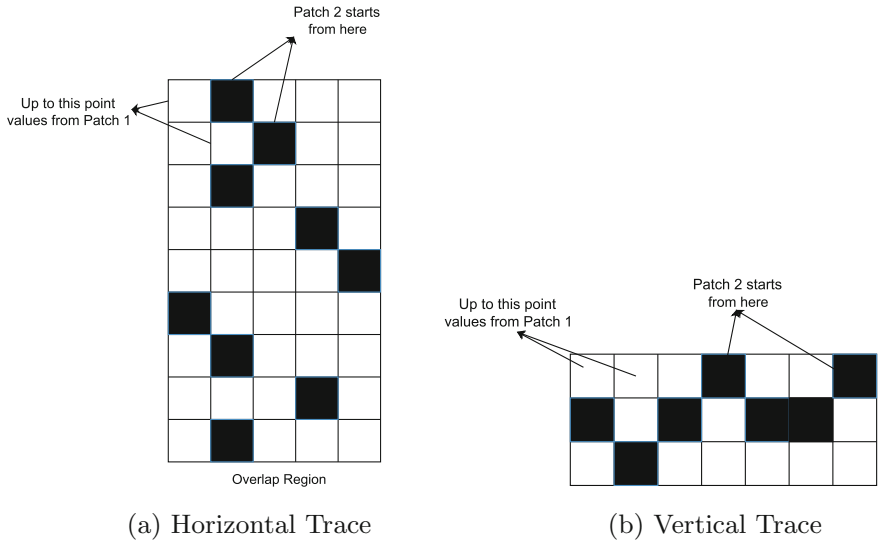 Patch 2 starts
from here
Up to this point
values from Patch 1
Overlap Region
(a) Horizontal Trace
Up to this point
values from Patch 1
Patch 2 starts
from here
(b) Vertical Trace